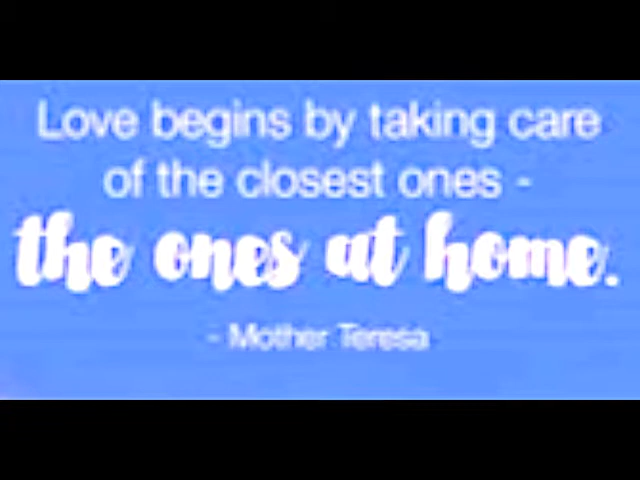 Love begins by taking care
of the closest ones -
the ones at home.
- Mother Teresa